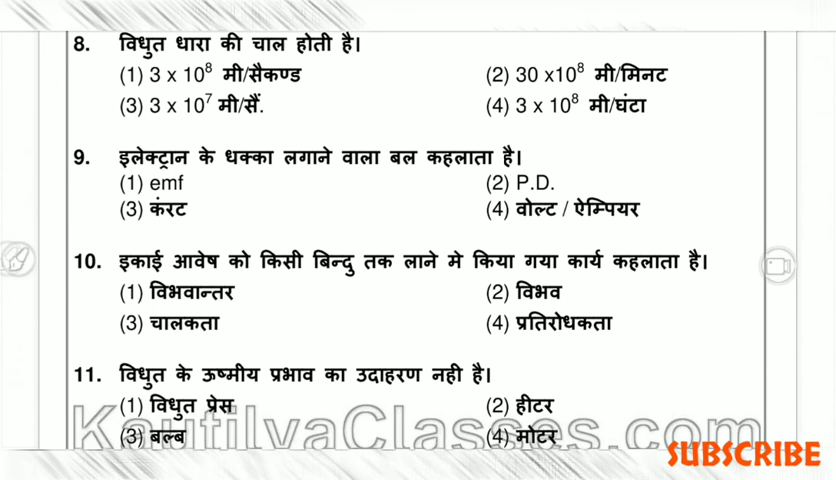 8. विधुत धारा की चाल होती है।
(1) 3 x 10⁸ मी/सैकण्ड (2) 30 x10⁸ मी/मिनट
(3) 3 x 10⁷ मी/सैं. (4) 3 x 10⁸ मी/घंटा
9. इलेक्ट्रान के धक्का लगाने वाला बल कहलाता है।
(1) emf (2) P.D.
(3) कंरट (4) वोल्ट / ऐम्पियर
10. इकाई आवेष को किसी बिन्दु तक लाने मे किया गया कार्य कहलाता है।
(1) विभवान्तर (2) विभव
(3) चालकता (4) प्रतिरोधकता
11. विधुत के ऊष्मीय प्रभाव का उदाहरण नही है।
(1) विधुत प्रेस (2) हीटर
(3) बल्ब (4) मोटर
KautilyaClasses.com
SUBSCRIBE